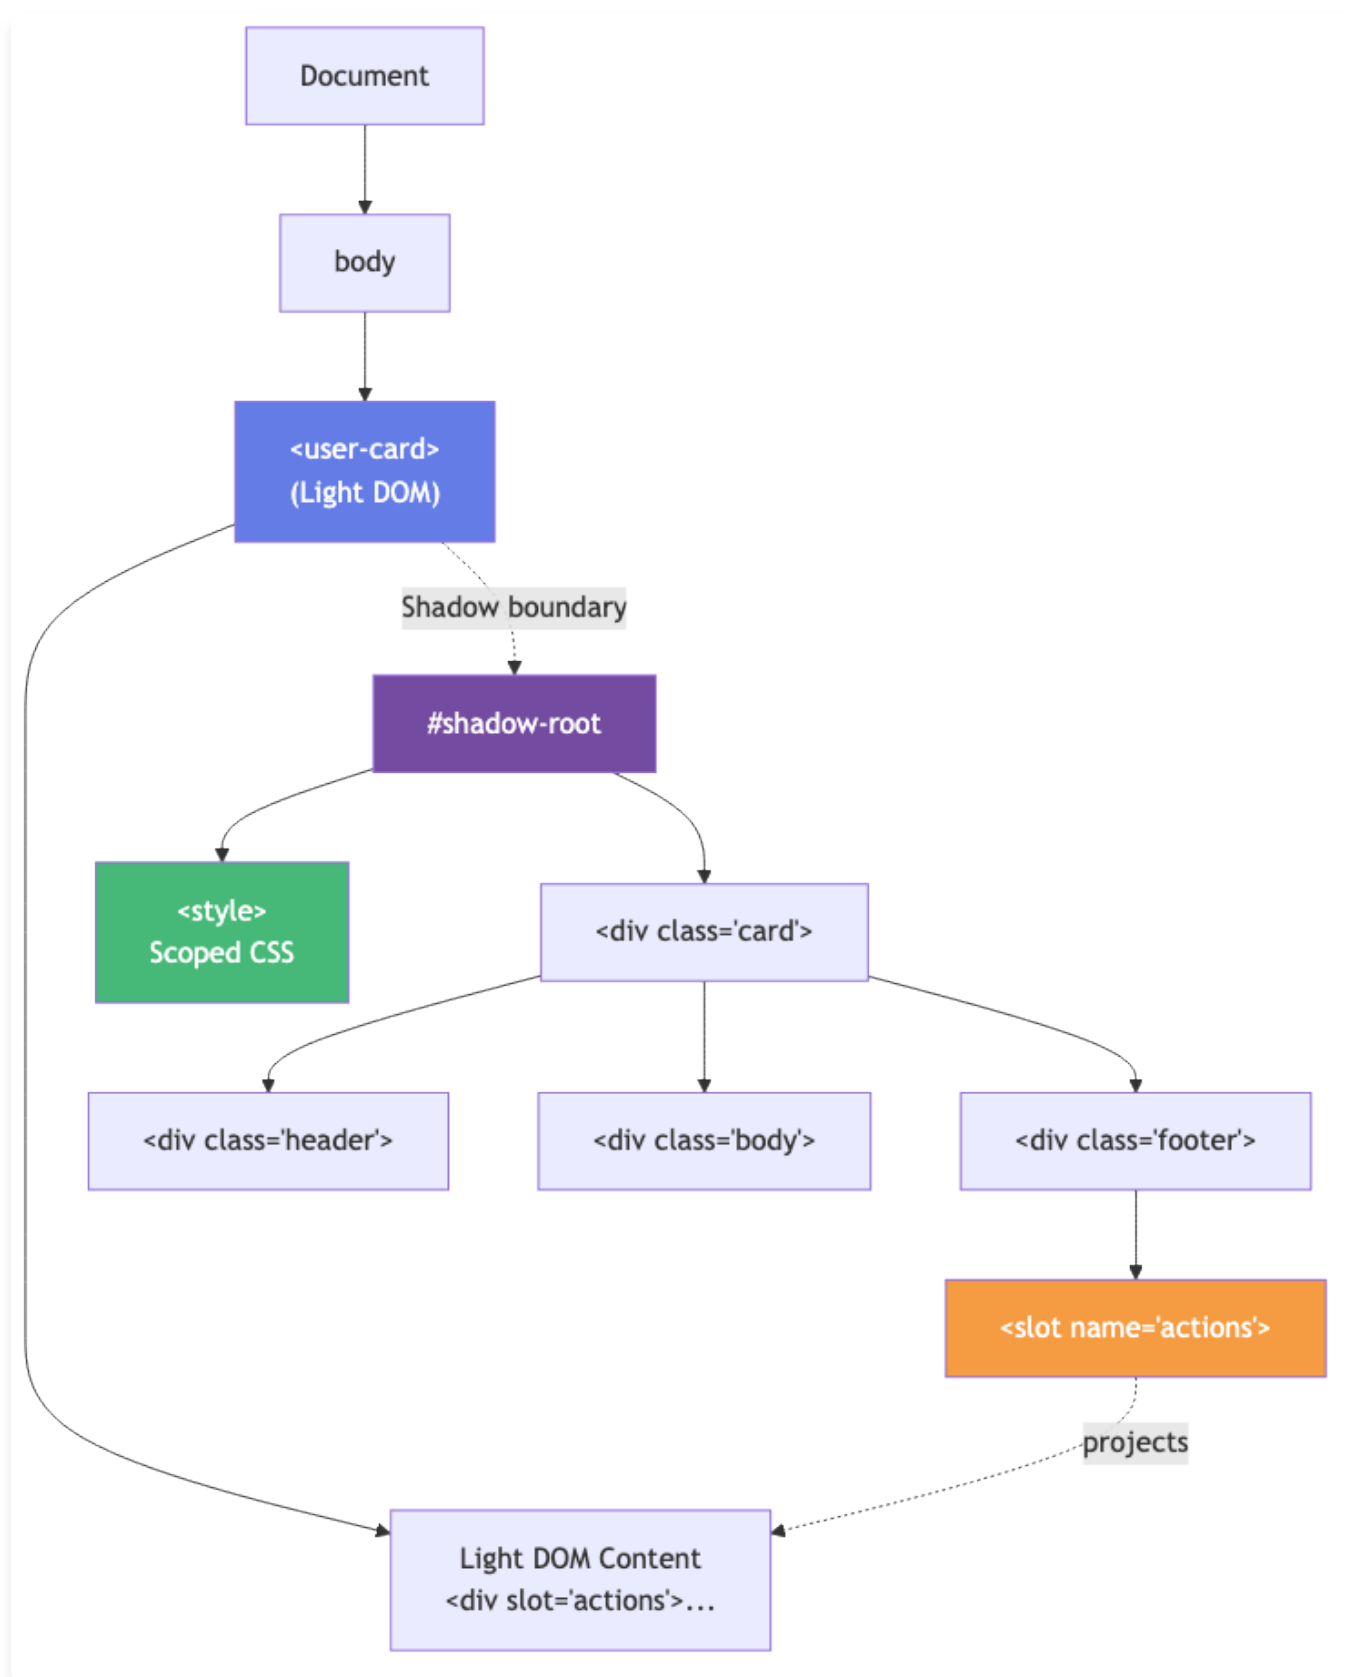 Document
body
<user-card>
(Light DOM)
Shadow boundary
#shadow-root
<style>
Scoped CSS
<div class='card'>
<div class='header'>
<div class='body'>
<div class='footer'>
<slot name='actions'>
projects
Light DOM Content
<div slot='actions'>...